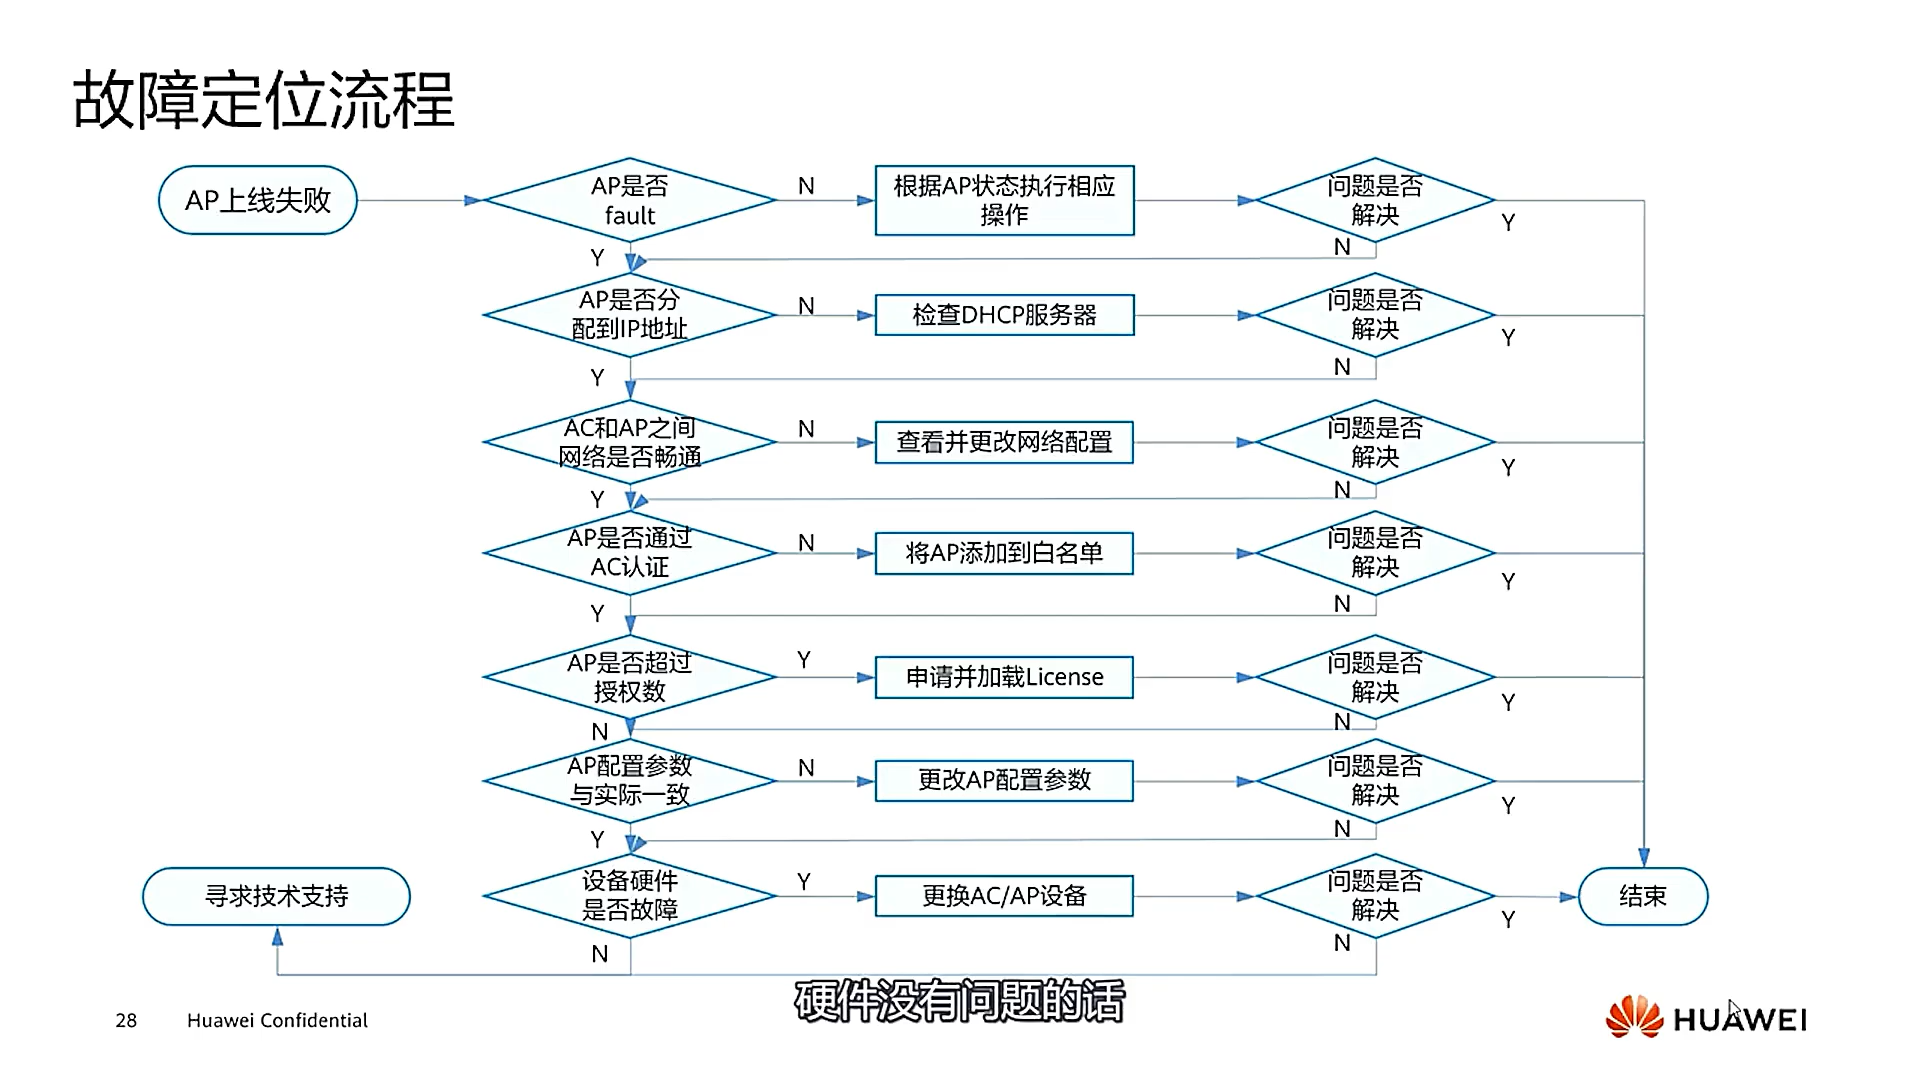 故障定位流程
AP上线失败
AP是否
fault
N
根据AP状态执行相应
操作
问题是否
解决
Y
N
Y
AP是否分
配到IP地址
N
检查DHCP服务器
问题是否
解决
Y
N
Y
AC和AP之间
网络是否畅通
N
查看并更改网络配置
问题是否
解决
Y
N
Y
AP是否通过
AC认证
N
将AP添加到白名单
问题是否
解决
Y
N
Y
AP是否超过
授权数
Y
申请并加载License
问题是否
解决
Y
N
N
AP配置参数
与实际一致
N
更改AP配置参数
问题是否
解决
Y
N
Y
寻求技术支持
设备硬件
是否故障
Y
更换AC/AP设备
问题是否
解决
Y
结束
N
N
硬件没有问题的话
28
Huawei Confidential
HUAWEI